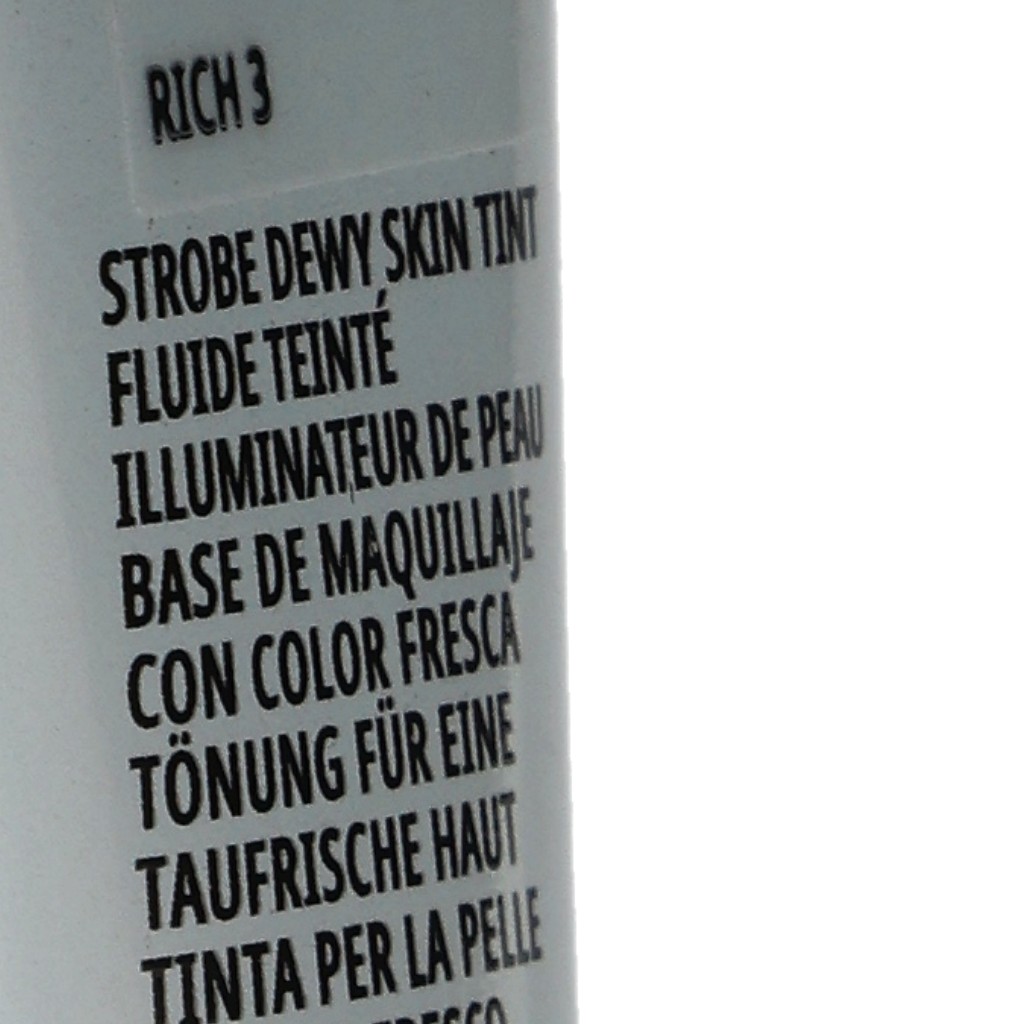 RICH 3
STROBE DEWY SKIN TINT
FLUIDE TEINTÉ
ILLUMINATEUR DE PEAU
BASE DE MAQUILLAJE
CON COLOR FRESCA
TÖNUNG FÜR EINE
TAUFRISCHE HAUT
TINTA PER LA PELLE